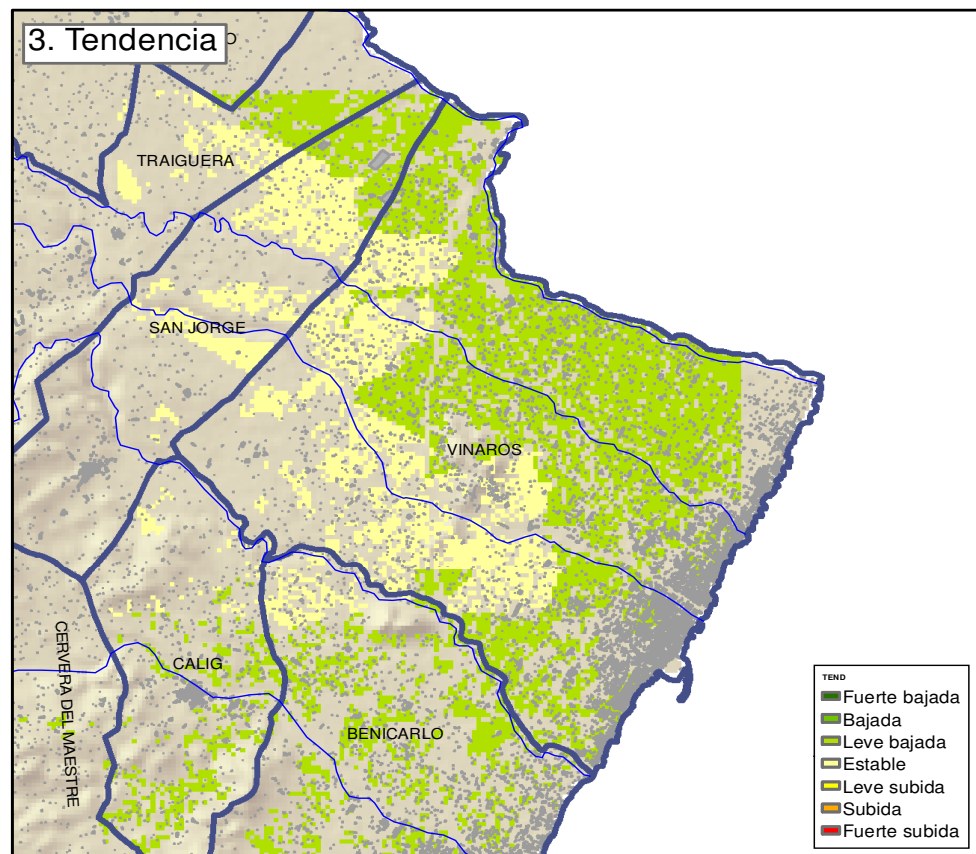 3. Tendencia
O
TRAIGUERA
SAN JORGE
VINAROS
CERVERA DEL MAESTRE
CALIG
BENICARLO
TEND
Fuerte bajada
Bajada
Leve bajada
Estable
Leve subida
Subida
Fuerte subida